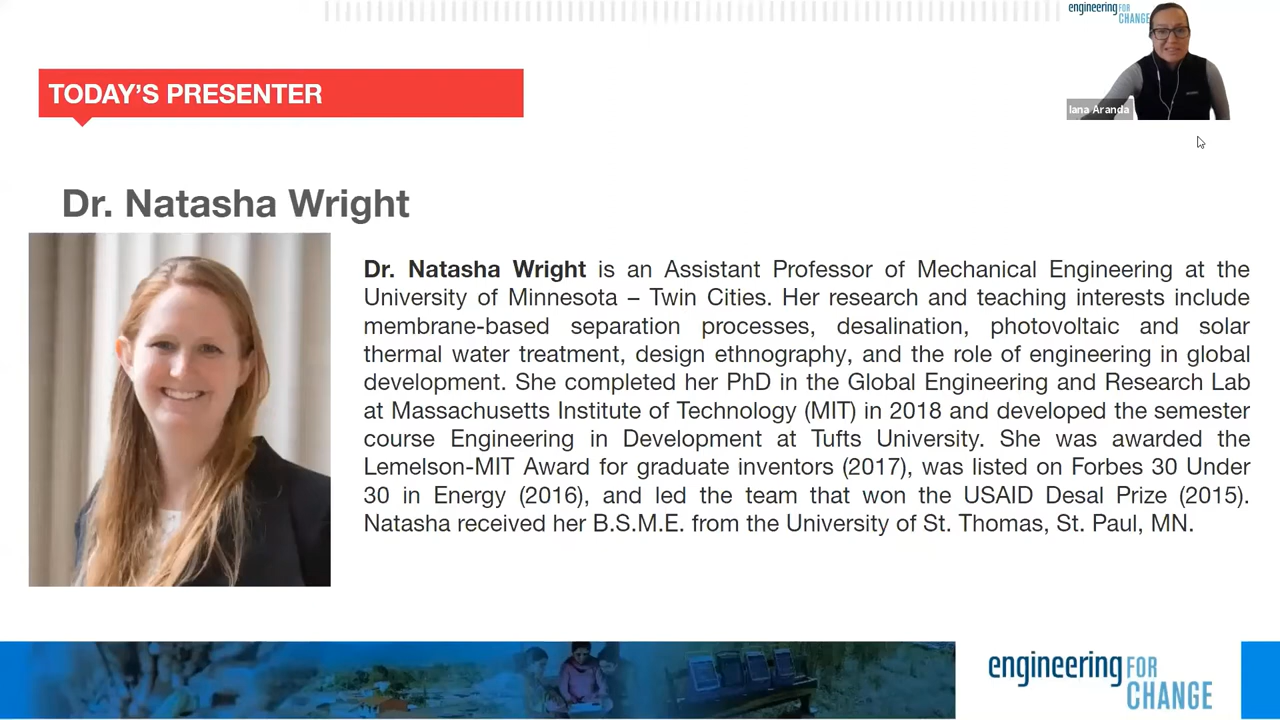 engineering FOR
CHANGE
TODAY'S PRESENTER
Iana Aranda
Dr. Natasha Wright
Dr. Natasha Wright is an Assistant Professor of Mechanical Engineering at the
University of Minnesota – Twin Cities. Her research and teaching interests include
membrane-based separation processes, desalination, photovoltaic and solar
thermal water treatment, design ethnography, and the role of engineering in global
development. She completed her PhD in the Global Engineering and Research Lab
at Massachusetts Institute of Technology (MIT) in 2018 and developed the semester
course Engineering in Development at Tufts University. She was awarded the
Lemelson-MIT Award for graduate inventors (2017), was listed on Forbes 30 Under
30 in Energy (2016), and led the team that won the USAID Desal Prize (2015).
Natasha received her B.S.M.E. from the University of St. Thomas, St. Paul, MN.
engineering FOR
CHANGE